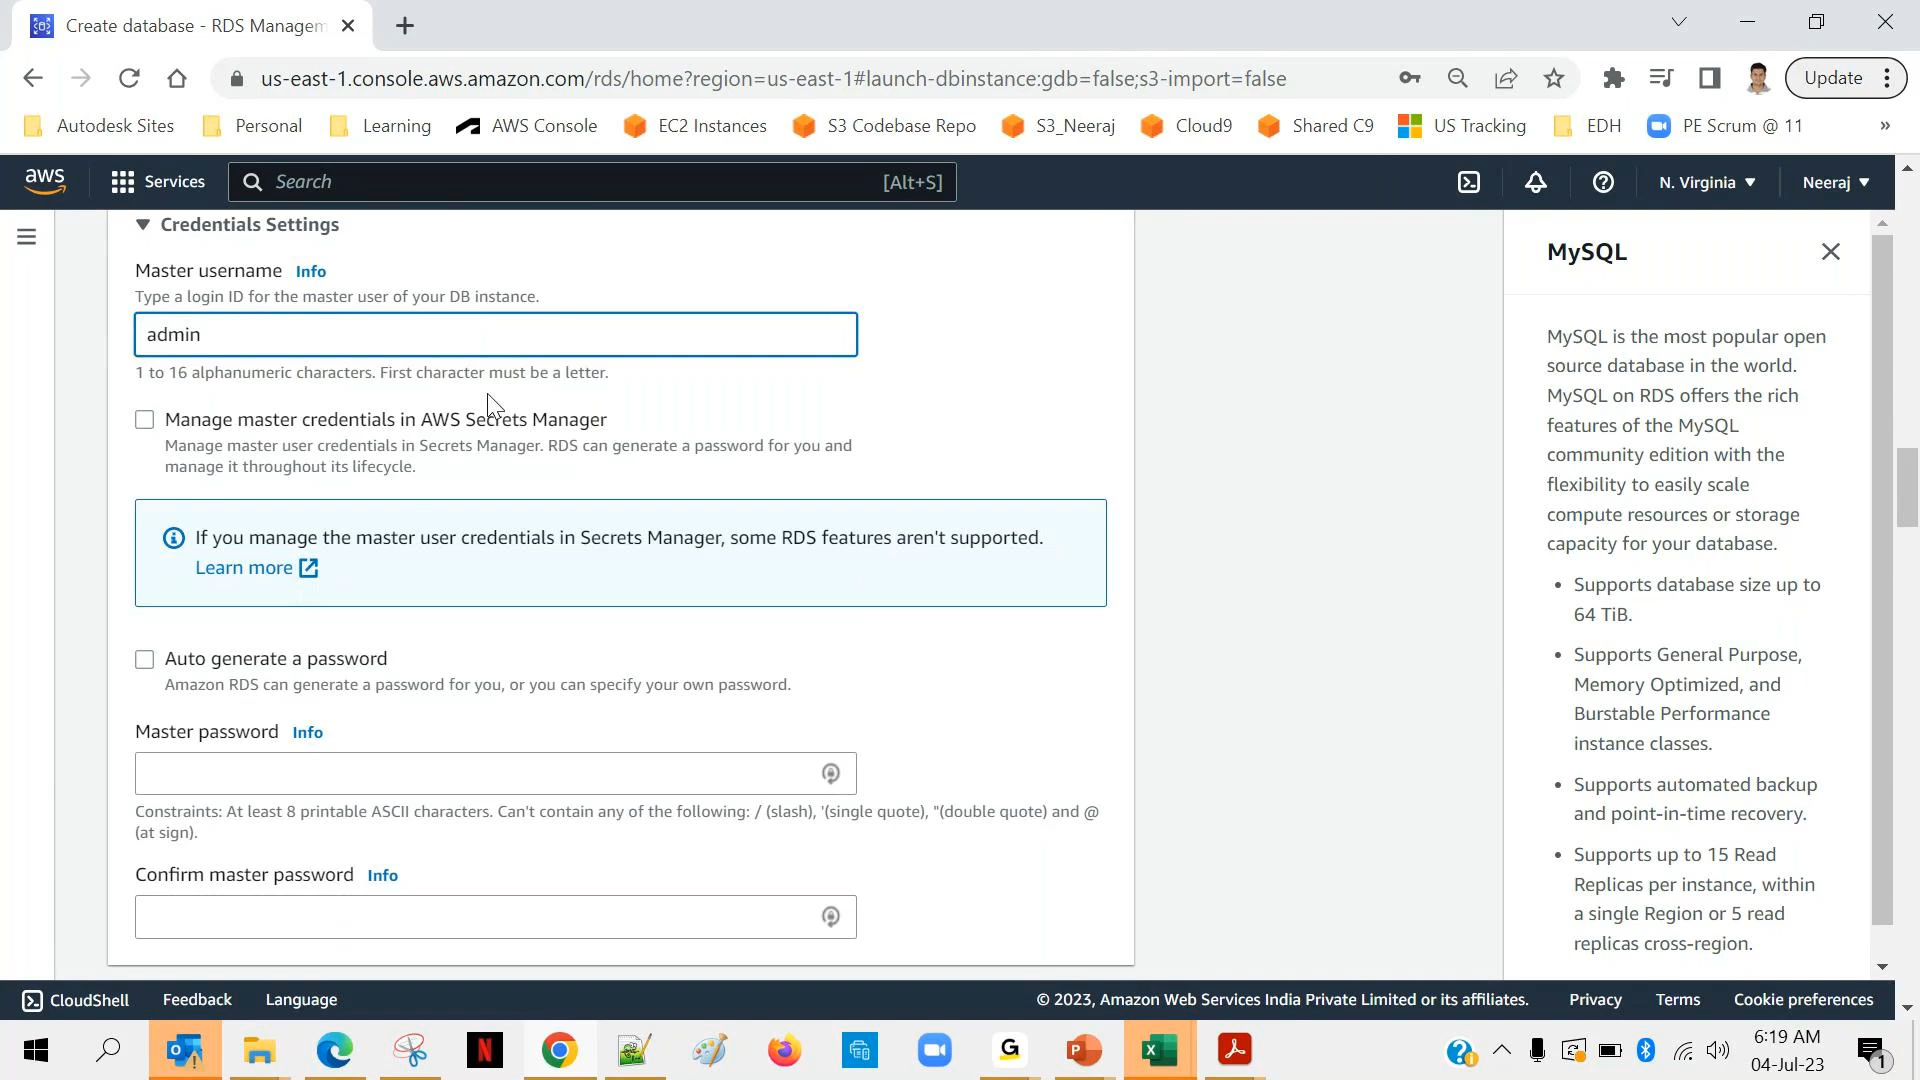 Create database - RDS Managem
us-east-1.console.aws.amazon.com/rds/home?region=us-east-1#launch-dbinstance:gdb=false;s3-import=false
Update
Autodesk Sites
Personal
Learning
AWS Console
EC2 Instances
S3 Codebase Repo
S3_Neeraj
Cloud9
Shared C9
US Tracking
EDH
PE Scrum @ 11
»
aws
Services
Search
[Alt+S]
N. Virginia
Neeraj
Credentials Settings
Master username Info
Type a login ID for the master user of your DB instance.
admin
1 to 16 alphanumeric characters. First character must be a letter.
Manage master credentials in AWS Secrets Manager
Manage master user credentials in Secrets Manager. RDS can generate a password for you and
manage it throughout its lifecycle.
If you manage the master user credentials in Secrets Manager, some RDS features aren't supported.
Learn more
Auto generate a password
Amazon RDS can generate a password for you, or you can specify your own password.
Master password Info
Constraints: At least 8 printable ASCII characters. Can't contain any of the following: / (slash), '(single quote), "(double quote) and @
(at sign).
Confirm master password Info
MySQL
MySQL is the most popular open
source database in the world.
MySQL on RDS offers the rich
features of the MySQL
community edition with the
flexibility to easily scale
compute resources or storage
capacity for your database.
• Supports database size up to
64 TiB.
• Supports General Purpose,
Memory Optimized, and
Burstable Performance
instance classes.
• Supports automated backup
and point-in-time recovery.
• Supports up to 15 Read
Replicas per instance, within
a single Region or 5 read
replicas cross-region.
CloudShell
Feedback
Language
© 2023, Amazon Web Services India Private Limited or its affiliates.
Privacy
Terms
Cookie preferences
N
G
P
6:19 AM
04-Jul-23
1